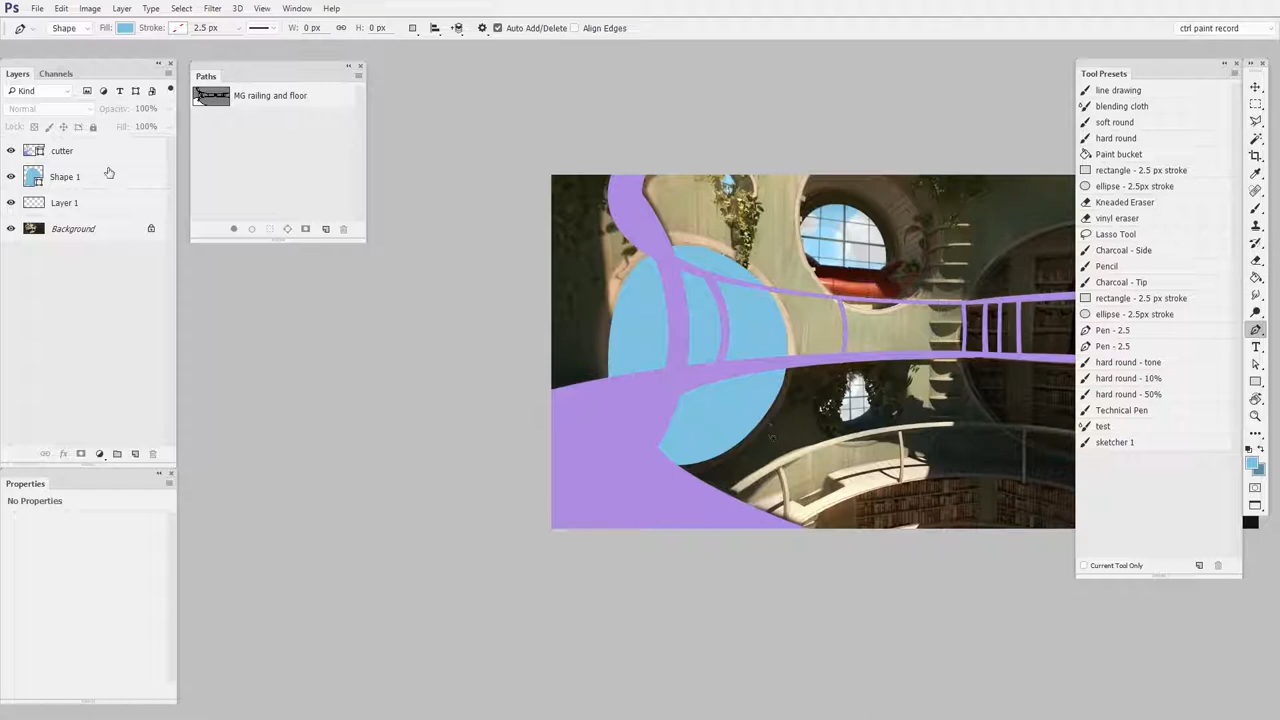 Ps File Edit Image Layer Type Select Filter 3D View Window Help
Shape Fill: Stroke: 2.5 px W: 0 px H: 0 px Auto Add/Delete Align Edges ctrl paint record
Layers Channels
Kind
Normal Opacity: 100%
Lock: Fill: 100%
cutter
Shape 1
Layer 1
Background
fx
Properties
No Properties
Paths
MG railing and floor
Tool Presets
line drawing
blending cloth
soft round
hard round
Paint bucket
rectangle - 2.5 px stroke
ellipse - 2.5px stroke
Kneaded Eraser
vinyl eraser
Lasso Tool
Charcoal - Side
Pencil
Charcoal - Tip
rectangle - 2.5 px stroke
ellipse - 2.5px stroke
Pen - 2.5
Pen - 2.5
hard round - tone
hard round - 10%
hard round - 50%
Technical Pen
test
sketcher 1
Current Tool Only